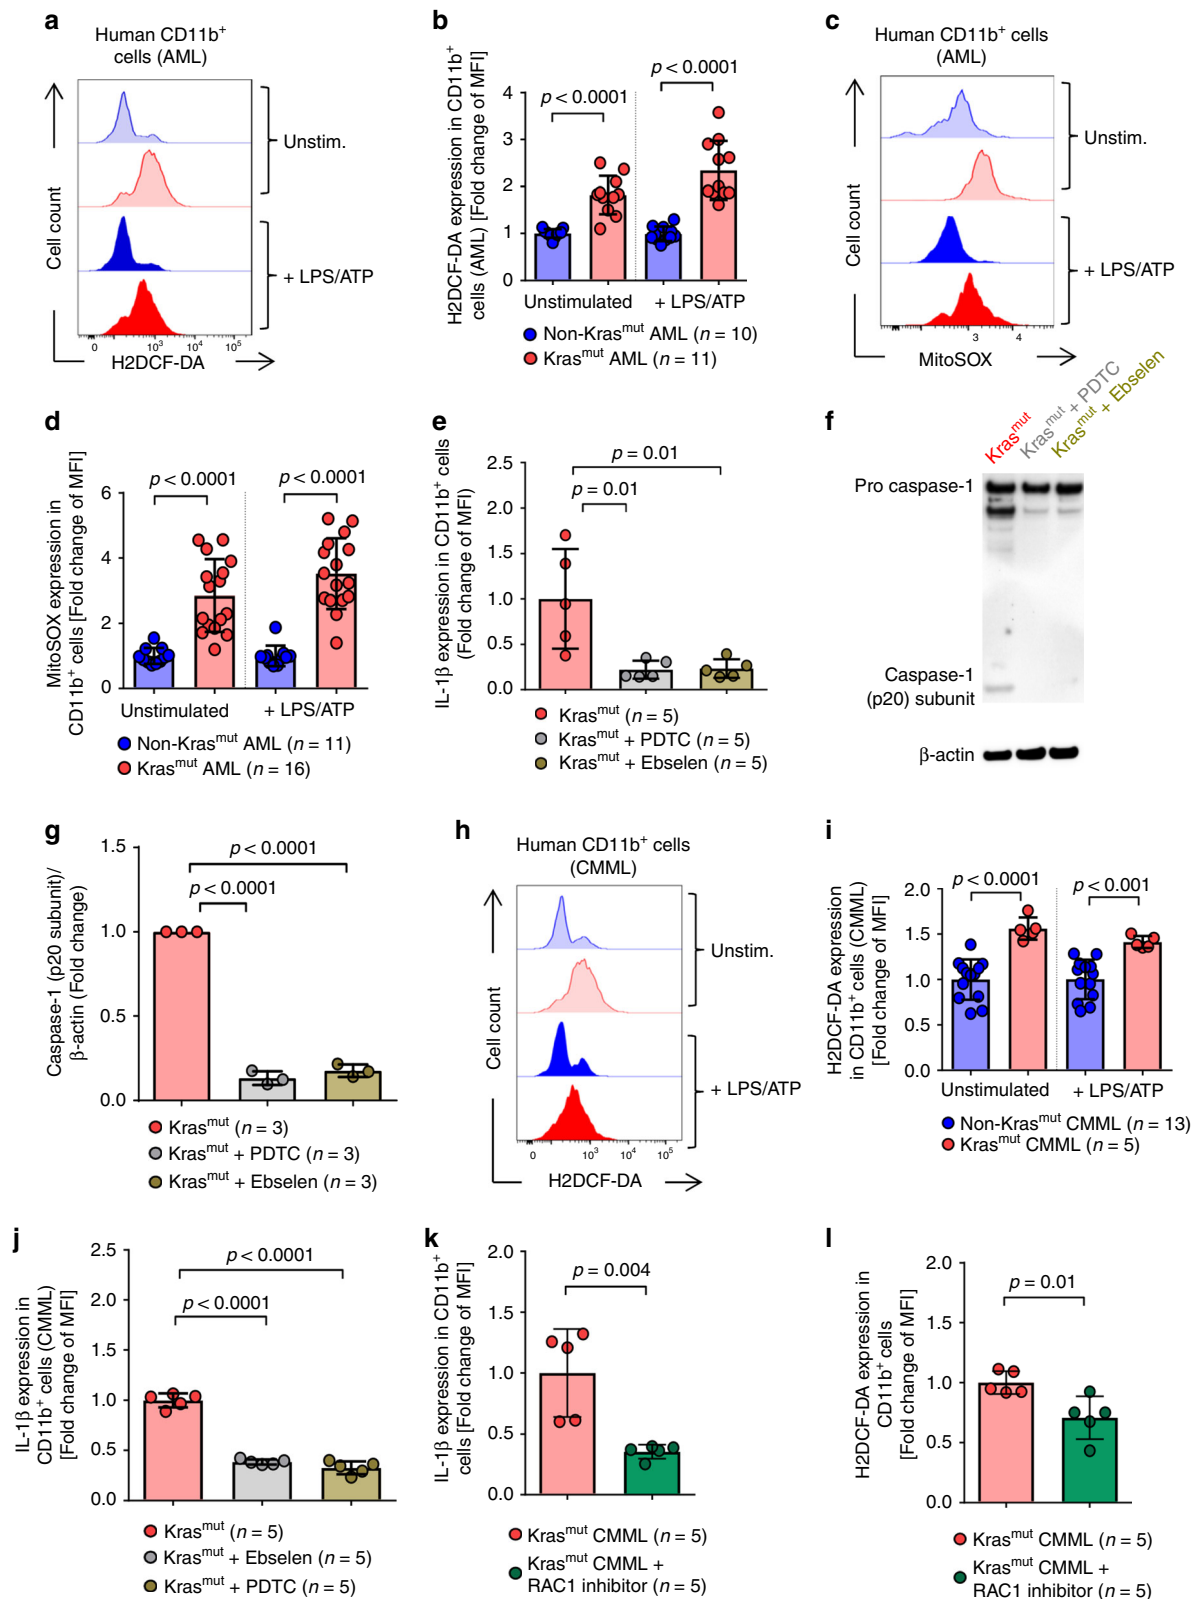 a
Human CD11b⁺
cells (AML)
Cell count
Unstim.
+ LPS/ATP
0 10³ 10⁴ 10⁵
H2DCF-DA
b
H2DCF-DA expression in CD11b⁺
cells (AML) [Fold change of MFI]
4
3
2
1
0
p < 0.0001
p < 0.0001
Unstimulated + LPS/ATP
Non-Krasᵐᵘᵗ AML (n = 10)
Krasᵐᵘᵗ AML (n = 11)
c
Human CD11b⁺ cells
(AML)
Cell count
Unstim.
+ LPS/ATP
3 4
MitoSOX
d
MitoSOX expression in
CD11b⁺ cells [Fold change of MFI]
6
4
2
0
p < 0.0001 p < 0.0001
Unstimulated + LPS/ATP
Non-Krasᵐᵘᵗ AML (n = 11)
Krasᵐᵘᵗ AML (n = 16)
e
IL-1β expression in CD11b⁺ cells
(Fold change of MFI)
2.5
2.0
1.5
1.0
0.5
0.0
p = 0.01
p = 0.01
Krasᵐᵘᵗ (n = 5)
Krasᵐᵘᵗ + PDTC (n = 5)
Krasᵐᵘᵗ + Ebselen (n = 5)
f
Krasᵐᵘᵗ
Krasᵐᵘᵗ + PDTC
Krasᵐᵘᵗ + Ebselen
Pro caspase-1
Caspase-1
(p20) subunit
β-actin
g
Caspase-1 (p20 subunit)/
β-actin (Fold change)
1.5
1.0
0.5
0.0
p < 0.0001
p < 0.0001
Krasᵐᵘᵗ (n = 3)
Krasᵐᵘᵗ + PDTC (n = 3)
Krasᵐᵘᵗ + Ebselen (n = 3)
h
Human CD11b⁺ cells
(CMML)
Cell count
Unstim.
+ LPS/ATP
0 10³ 10⁴ 10⁵
H2DCF-DA
i
H2DCF-DA expression
in CD11b⁺ cells (CMML)
[Fold change of MFI]
2.0
1.5
1.0
0.5
0.0
p < 0.0001 p < 0.001
Unstimulated + LPS/ATP
Non-Krasᵐᵘᵗ CMML (n = 13)
Krasᵐᵘᵗ CMML (n = 5)
j
IL-1β expression in
CD11b⁺ cells (CMML)
[Fold change of MFI]
2.5
2.0
1.5
1.0
0.5
0.0
p < 0.0001
p < 0.0001
Krasᵐᵘᵗ (n = 5)
Krasᵐᵘᵗ + Ebselen (n = 5)
Krasᵐᵘᵗ + PDTC (n = 5)
k
IL-1β expression in CD11b⁺
cells [Fold change of MFI]
2.0
1.5
1.0
0.5
0.0
p = 0.004
Krasᵐᵘᵗ CMML (n = 5)
Krasᵐᵘᵗ CMML +
RAC1 inhibitor (n = 5)
l
H2DCF-DA expression in
CD11b⁺ cells
[Fold change of MFI]
2.0
1.5
1.0
0.5
0.0
p = 0.01
Krasᵐᵘᵗ CMML (n = 5)
Krasᵐᵘᵗ CMML +
RAC1 inhibitor (n = 5)